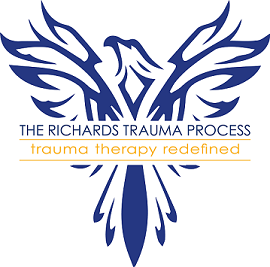 THE RICHARDS TRAUMA PROCESS
trauma therapy redefined